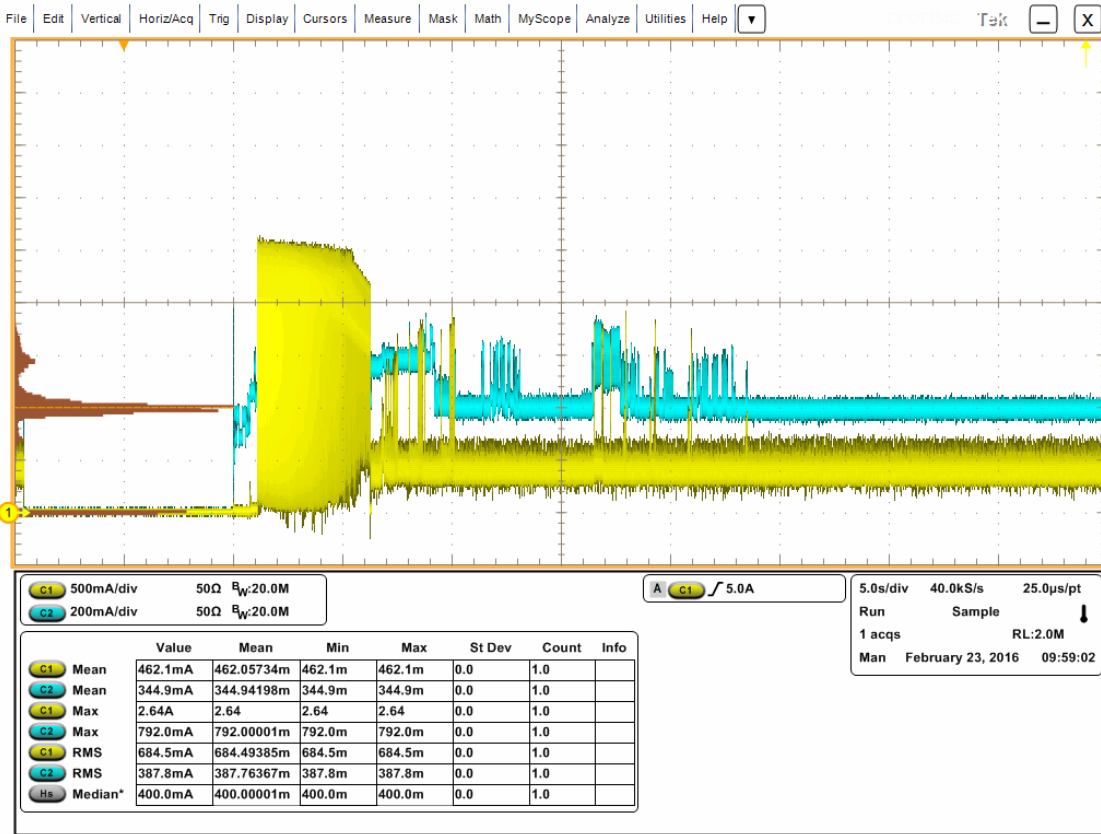 File Edit Vertical Horiz/Acq Trig Display Cursors Measure Mask Math MyScope Analyze Utilities Help ▼ Tek X
1
C1 500mA/div 50Ω BW:20.0M
C2 200mA/div 50Ω BW:20.0M
A C1 5.0A
5.0s/div 40.0kS/s 25.0µs/pt
Run Sample
1 acqs RL:2.0M
Man February 23, 2016 09:59:02
Value Mean Min Max St Dev Count Info
C1 Mean 462.1mA 462.05734m 462.1m 462.1m 0.0 1.0
C2 Mean 344.9mA 344.94198m 344.9m 344.9m 0.0 1.0
C1 Max 2.64A 2.64 2.64 2.64 0.0 1.0
C2 Max 792.0mA 792.00001m 792.0m 792.0m 0.0 1.0
C1 RMS 684.5mA 684.49385m 684.5m 684.5m 0.0 1.0
C2 RMS 387.8mA 387.76367m 387.8m 387.8m 0.0 1.0
Hs Median* 400.0mA 400.00001m 400.0m 400.0m 0.0 1.0